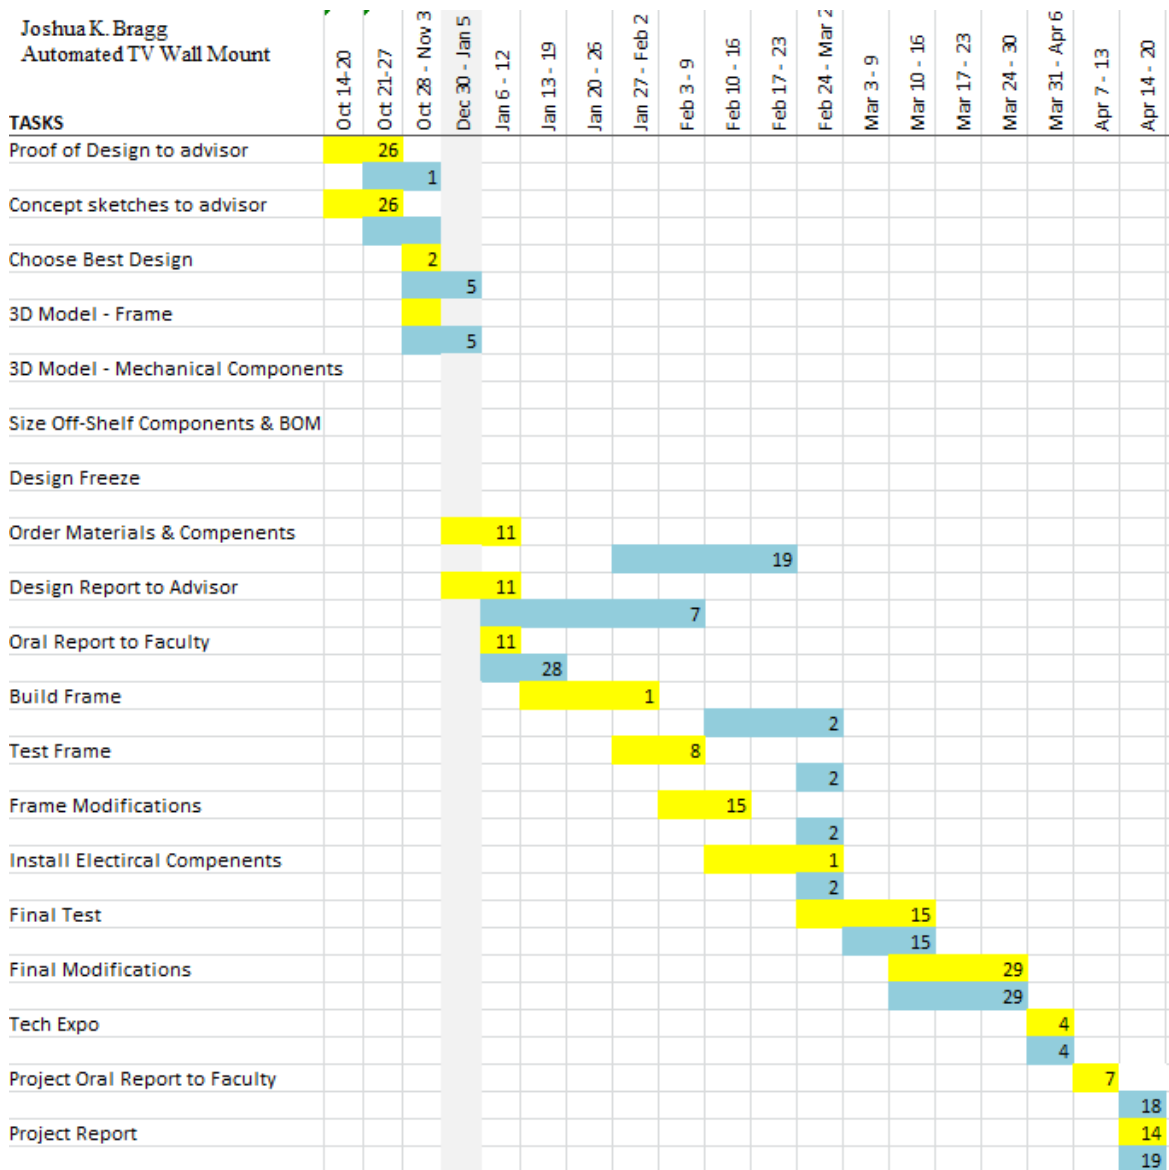 Joshua K. Bragg
Automated TV Wall Mount
TASKS Oct 14-20 Oct 21-27 Oct 28 - Nov 3 Dec 30 - Jan 5 Jan 6 - 12 Jan 13 - 19 Jan 20 - 26 Jan 27 - Feb 2 Feb 3 - 9 Feb 10 - 16 Feb 17 - 23 Feb 24 - Mar 2 Mar 3 - 9 Mar 10 - 16 Mar 17 - 23 Mar 24 - 30 Mar 31 - Apr 6 Apr 7 - 13 Apr 14 - 20
Proof of Design to advisor 26
1
Concept sketches to advisor 26
Choose Best Design 2
5
3D Model - Frame
5
3D Model - Mechanical Components
Size Off-Shelf Components & BOM
Design Freeze
Order Materials & Compenents 11
19
Design Report to Advisor 11
7
Oral Report to Faculty 11
28
Build Frame 1
2
Test Frame 8
2
Frame Modifications 15
2
Install Electircal Compenents 1
2
Final Test 15
15
Final Modifications 29
29
Tech Expo 4
4
Project Oral Report to Faculty 7
18
Project Report 14
19